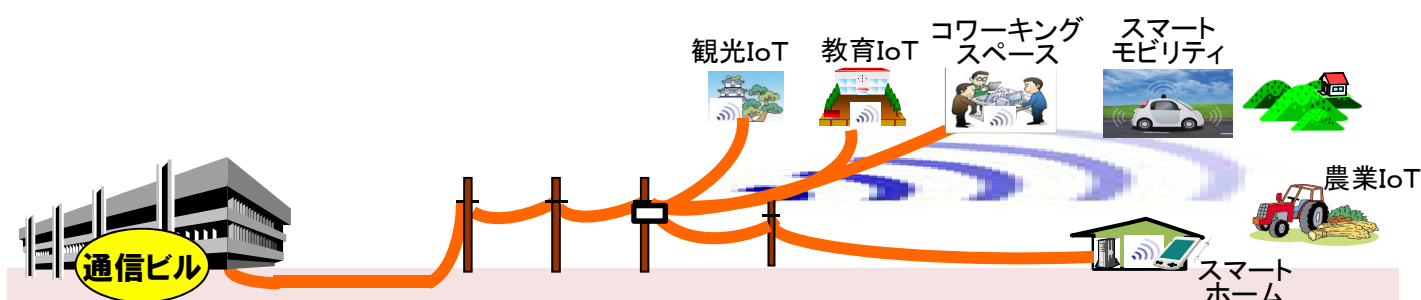 観光IoT
教育IoT
コワーキング
スペース
スマート
モビリティ
農業IoT
通信ビル
スマート
ホーム